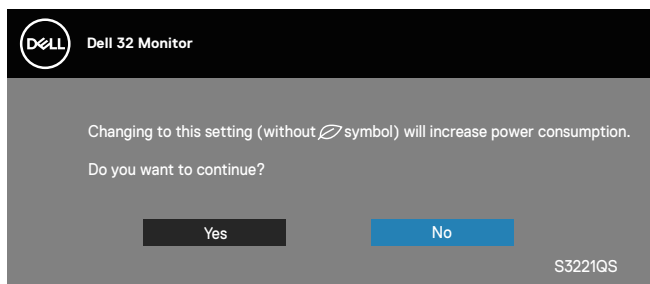 DELL
Dell 32 Monitor
Changing to this setting (without symbol) will increase power consumption.
Do you want to continue?
Yes
No
S3221QS